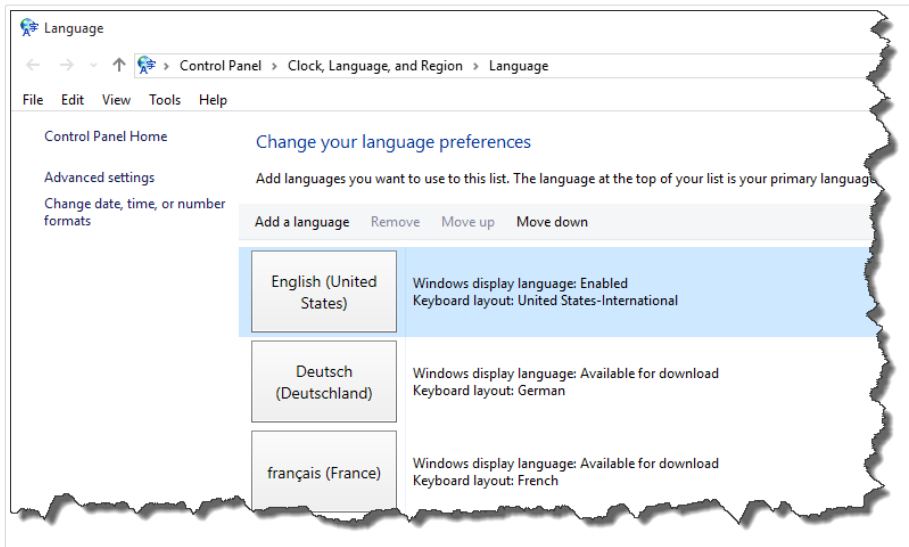 Language
Control Panel > Clock, Language, and Region > Language
File Edit View Tools Help
Control Panel Home
Advanced settings
Change date, time, or number
formats
Change your language preferences
Add languages you want to use to this list. The language at the top of your list is your primary language
Add a language Remove Move up Move down
English (United
States)
Windows display language: Enabled
Keyboard layout: United States-International
Deutsch
(Deutschland)
Windows display language: Available for download
Keyboard layout: German
français (France)
Windows display language: Available for download
Keyboard layout: French